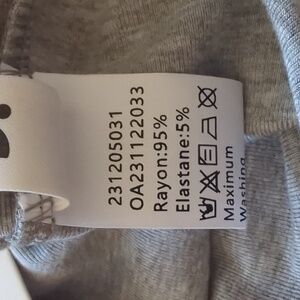 231205031
OA231122033
Rayon:95%
Elastane:5%
Maximum
Washing